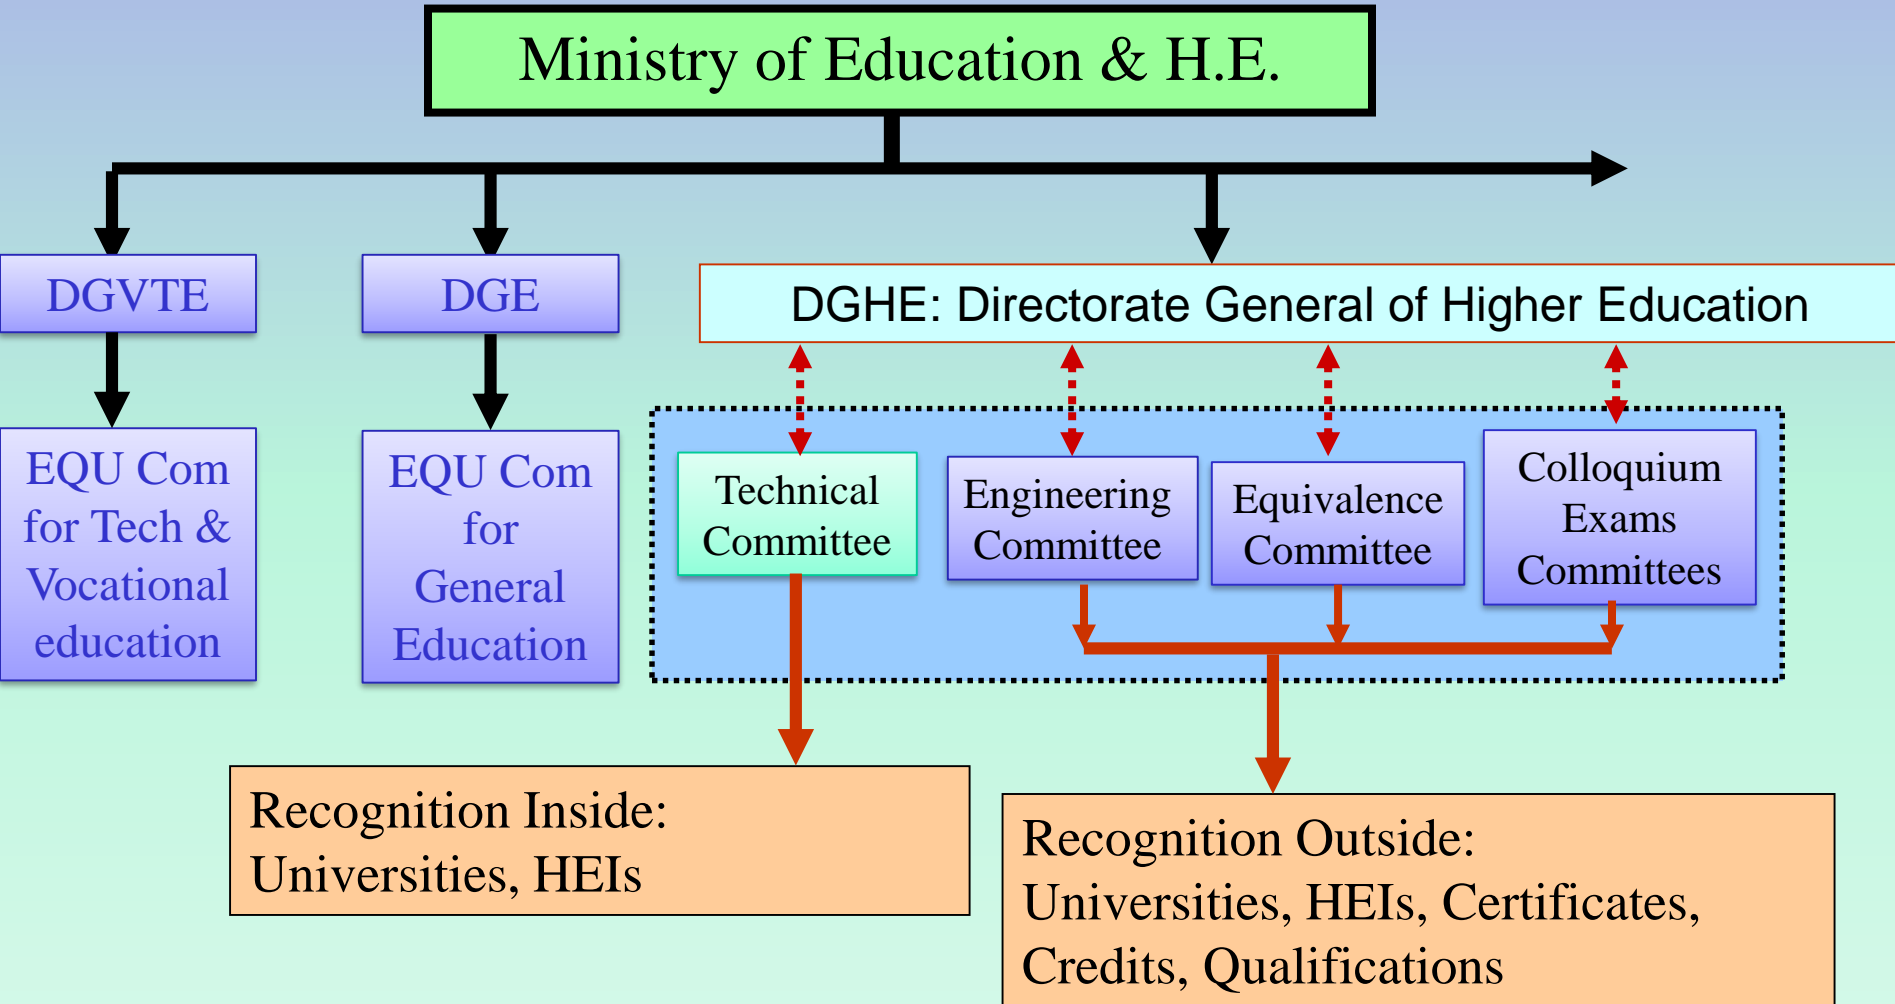 Ministry of Education & H.E.
DGVTE
DGE
DGHE: Directorate General of Higher Education
EQU Com
for Tech &
Vocational
education
EQU Com
for
General
Education
Technical
Committee
Engineering
Committee
Equivalence
Committee
Colloquium
Exams
Committees
Recognition Inside:
Universities, HEIs
Recognition Outside:
Universities, HEIs, Certificates,
Credits, Qualifications